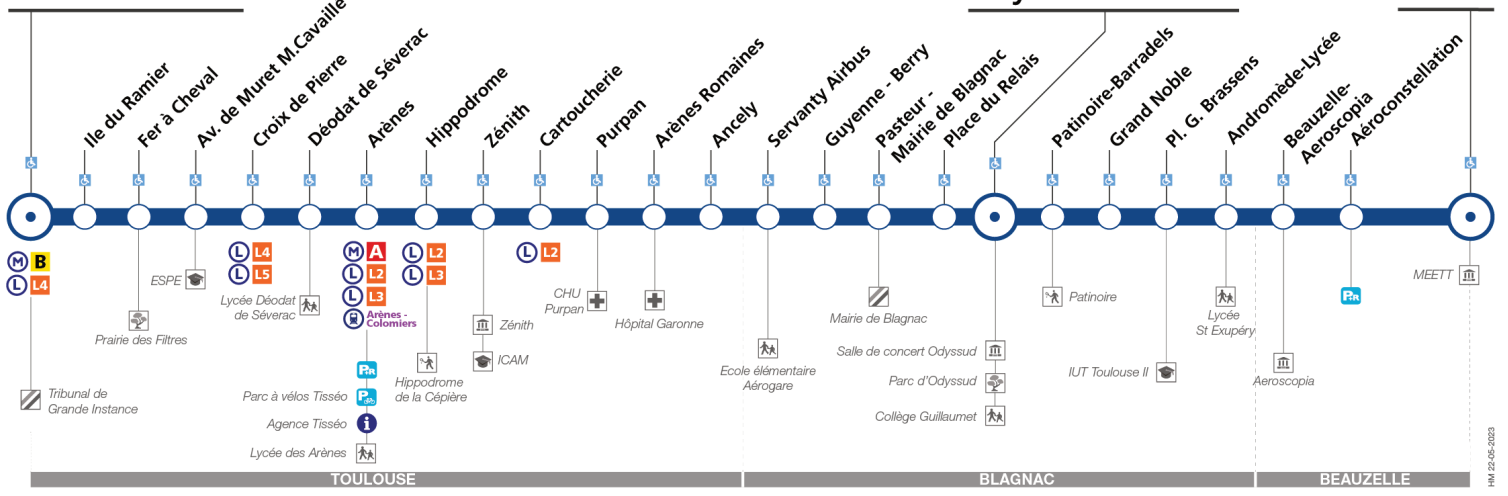 Ile du Ramier
Fer à Cheval
Av. de Muret M.Cavaillé
Croix de Pierre
Déodat de Séverac
Arènes
Hippodrome
Zénith
Cartoucherie
Purpan
Arènes Romaines
Ancely
Servanty Airbus
Guyenne - Berry
Pasteur -
Mairie de Blagnac
Place du Relais
Patinoire-Barradels
Grand Noble
Pl. G. Brassens
Andromède-Lycée
Beauzelle-
Aeroscopia
Aéroconstellation
M B
L L4
Tribunal de
Grande Instance
Prairie des Filtres
ESPE
L L4
L L5
Lycée Déodat
de Séverac
M A
L L2
L L3
Arènes -
Colomiers
P+R
Parc à vélos Tisséo P
Agence Tisséo i
Lycée des Arènes
L L2
L L3
Hippodrome
de la Cépière
Zénith
ICAM
L L2
CHU
Purpan
Hôpital Garonne
Ecole élémentaire
Aérogare
Mairie de Blagnac
Salle de concert Odyssud
Parc d'Odyssud
Collège Guillaumet
Patinoire
IUT Toulouse II
Lycée
St Exupéry
Aeroscopia
P+R
MEETT
TOULOUSE
BLAGNAC
BEAUZELLE
HM 22-05-2023